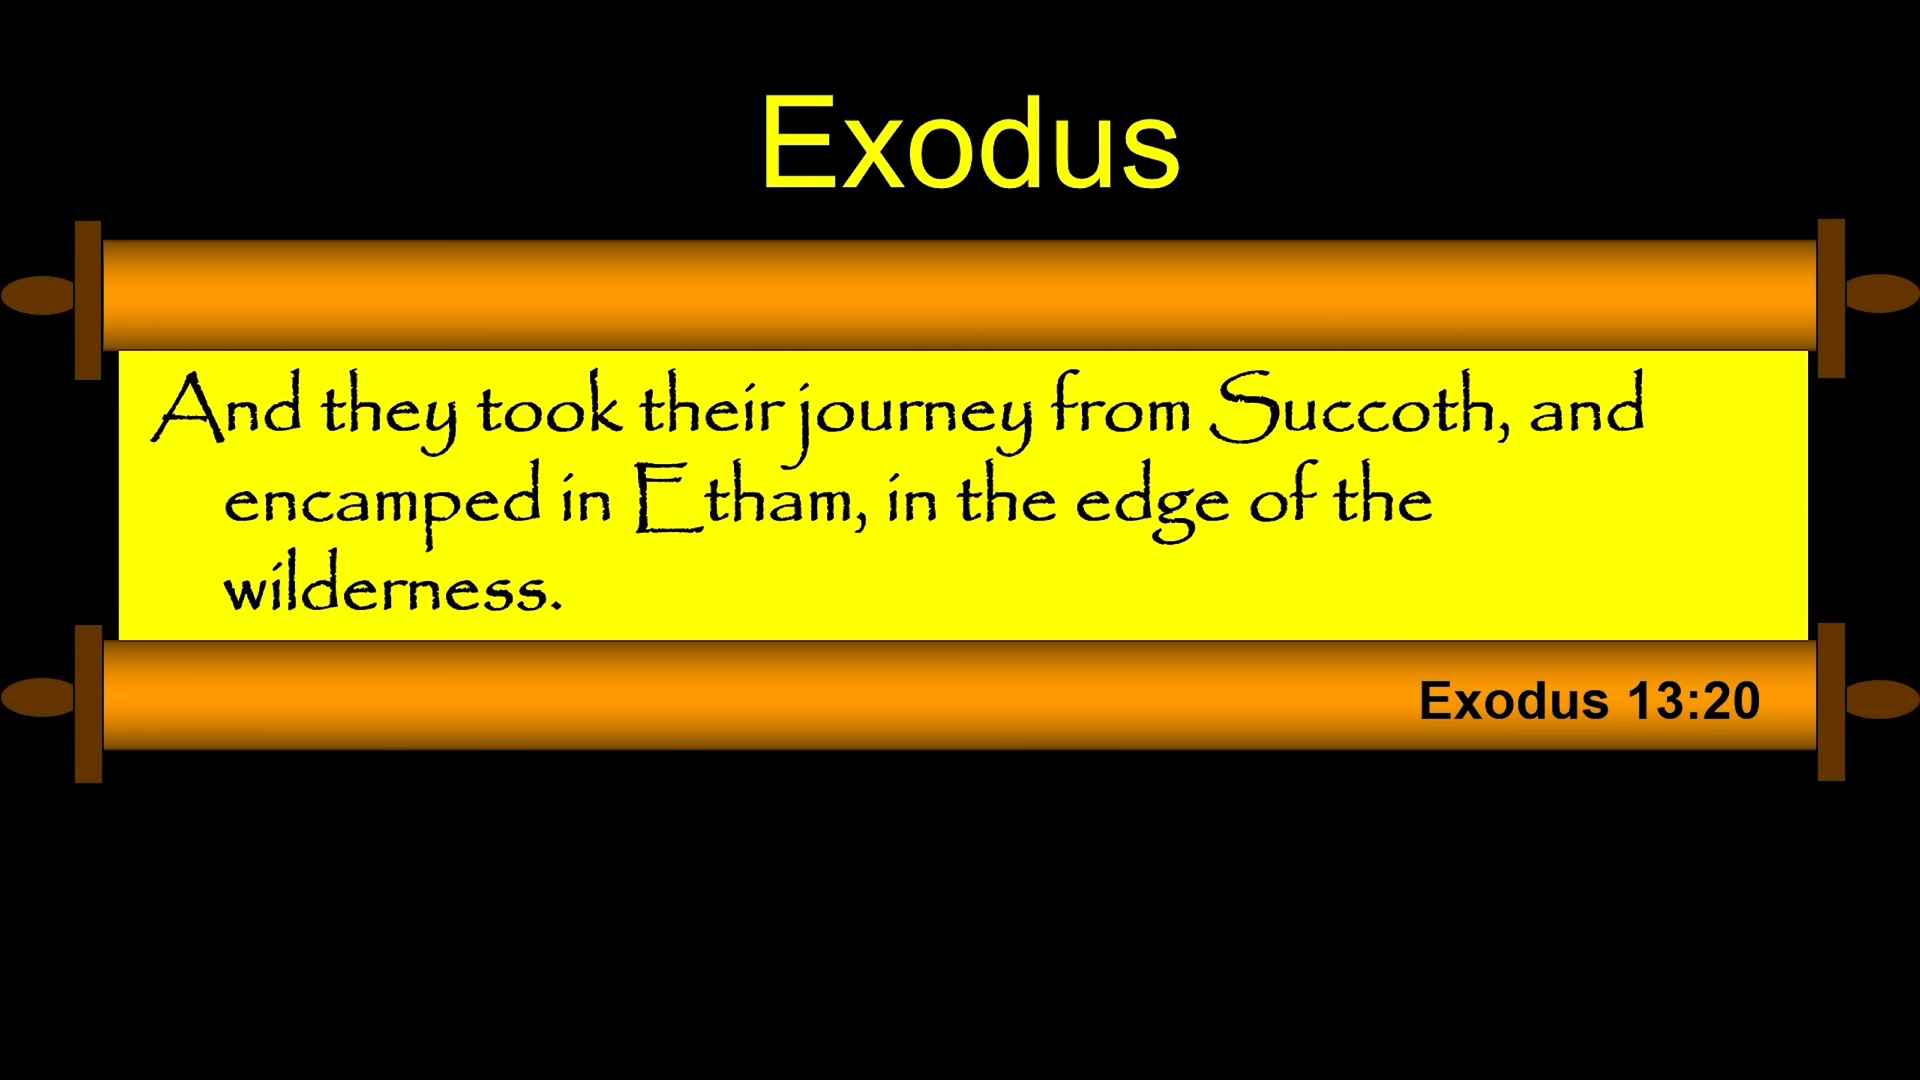 Exodus
And they took their journey from Succoth, and
encamped in Etham, in the edge of the
wilderness.
Exodus 13:20